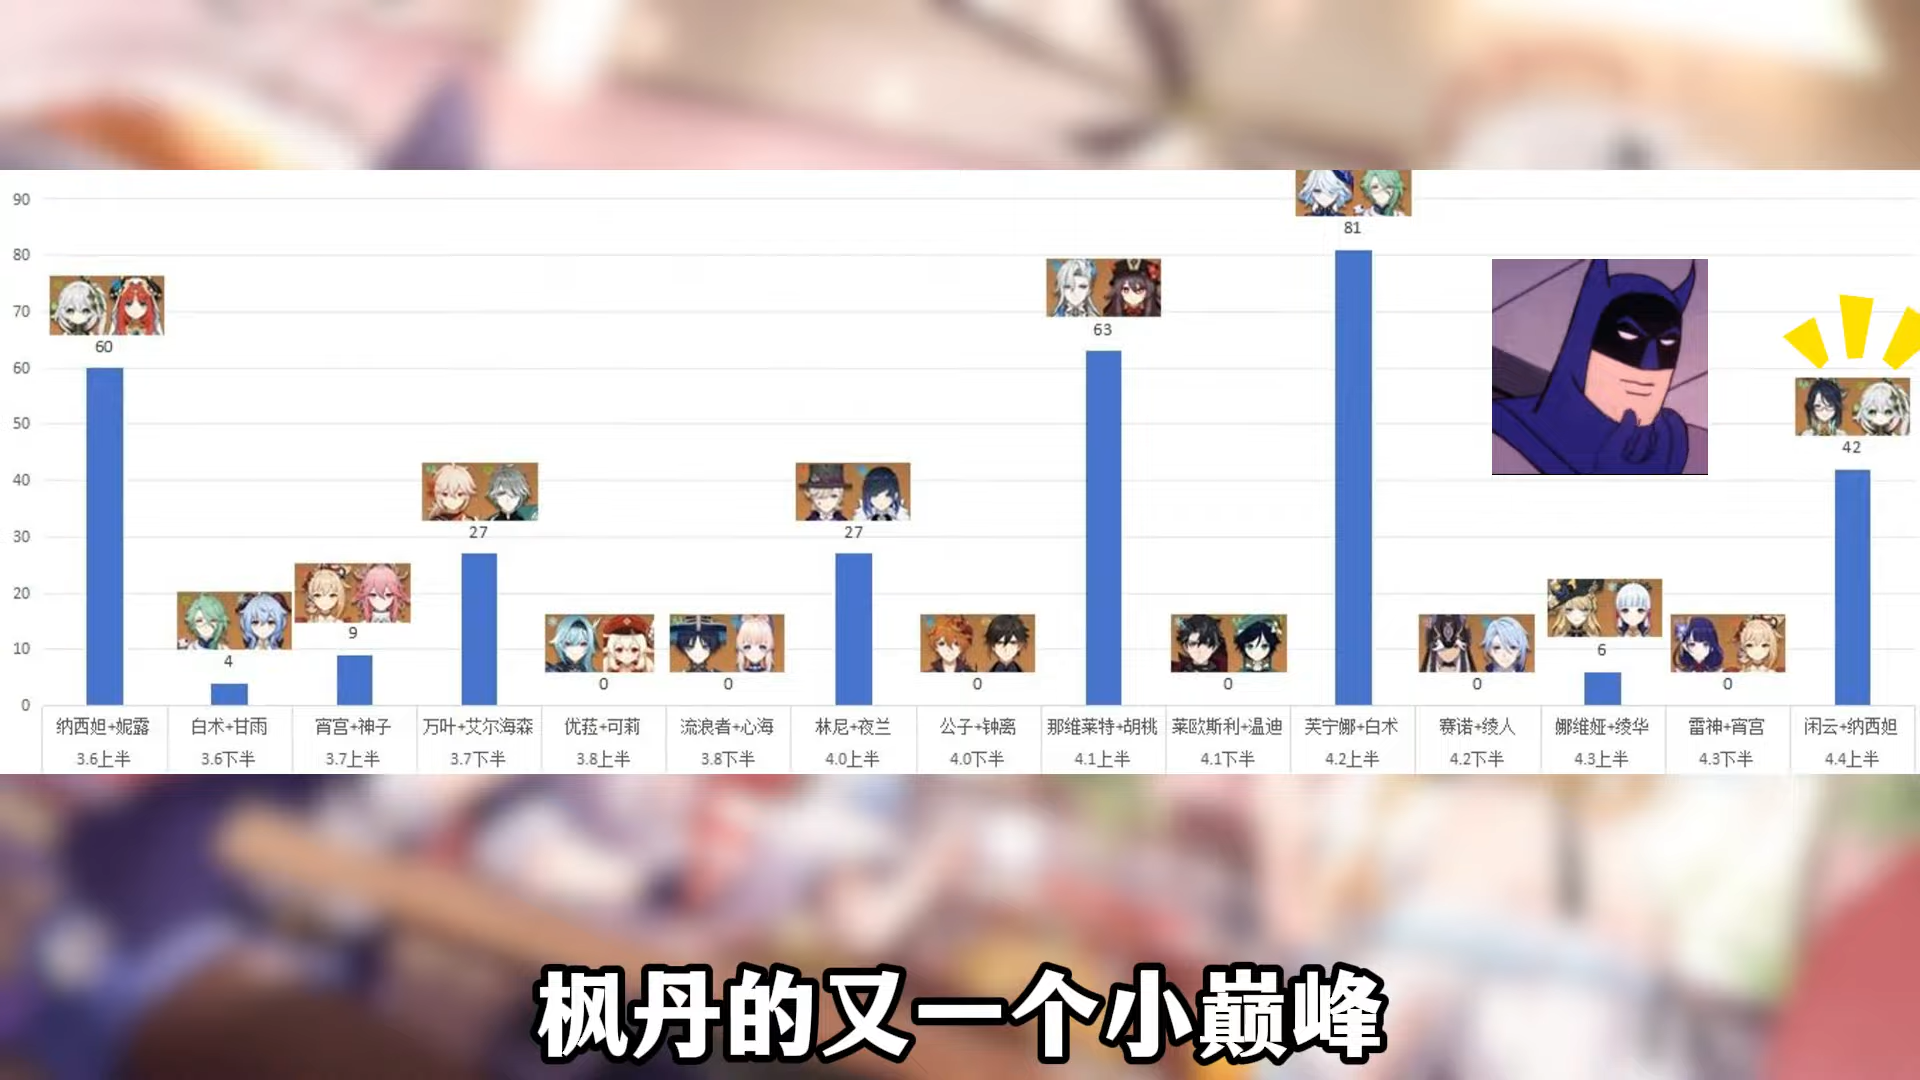 90
80
70
60
50
40
30
20
10
0
60
4
9
27
0
0
27
0
63
0
81
0
6
0
42
纳西妲+妮露
3.6上半
白术+甘雨
3.6下半
宵宫+神子
3.7上半
万叶+艾尔海森
3.7下半
优菈+可莉
3.8上半
流浪者+心海
3.8下半
林尼+夜兰
4.0上半
公子+钟离
4.0下半
那维莱特+胡桃
4.1上半
莱欧斯利+温迪
4.1下半
芙宁娜+白术
4.2上半
赛诺+绫人
4.2下半
娜维娅+绫华
4.3上半
雷神+宵宫
4.3下半
闲云+纳西妲
4.4上半
枫丹的又一个小巅峰